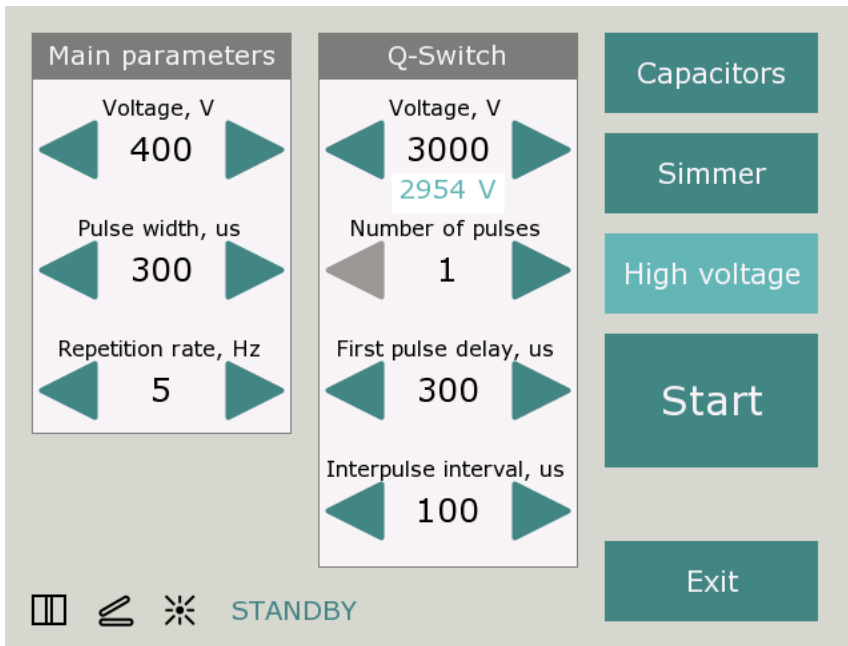 Main parameters
Voltage, V
400
Pulse width, us
300
Repetition rate, Hz
5
Q-Switch
Voltage, V
3000
2954 V
Number of pulses
1
First pulse delay, us
300
Interpulse interval, us
100
Capacitors
Simmer
High voltage
Start
Exit
STANDBY